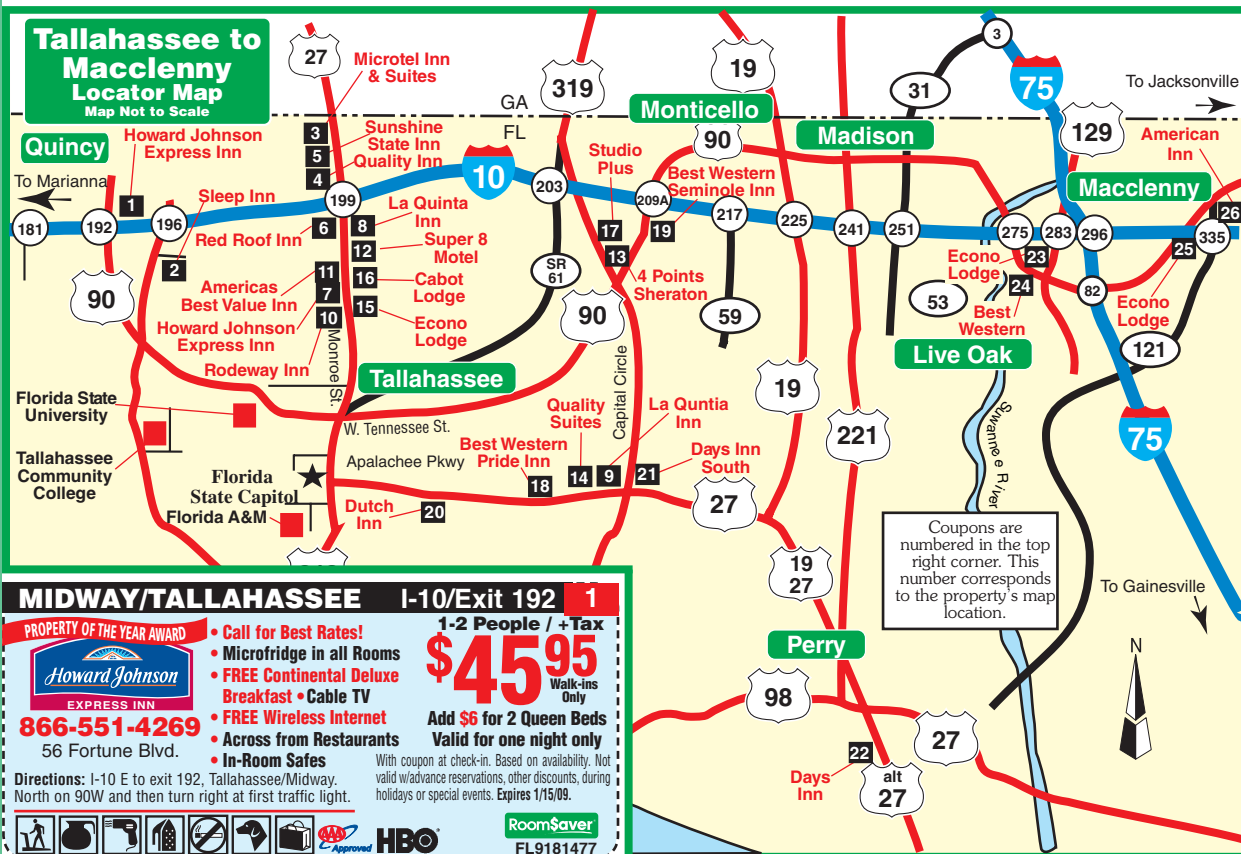 Tallahassee to
Macclenny
Locator Map
Map Not to Scale
27
Microtel Inn
& Suites
319
GA
FL
19
Monticello
90
Madison
31
3
75
To Jacksonville
129
American
Inn
26
Macclenny
Quincy
Howard Johnson
Express Inn
1
To Marianna
3
5
4
Sunshine
State Inn
Quality Inn
10
Studio
Plus
Best Western
Seminole Inn
181
192
196
199
203
209A
217
225
241
251
275
283
296
335
Sleep Inn
2
Red Roof Inn
6
8
La Quinta
Inn
12
Super 8
Motel
17
13
19
4 Points
Sheraton
Econo
Lodge
23
25
24
Best
Western
Econo
Lodge
82
90
Americas
Best Value Inn
11
7
16
Cabot
Lodge
Howard Johnson
Express Inn
10
15
Econo
Lodge
Rodeway Inn
Monroe St.
SR
61
90
59
53
121
Live Oak
Tallahassee
Capital Circle
19
221
75
Suwannee River
Florida State
University
W. Tennessee St.
Tallahassee
Community
College
Apalachee Pkwy
Florida
State Capitol
Florida A&M
Dutch
Inn
20
Best Western
Pride Inn
18
Quality
Suites
14
9
La Quntia
Inn
21
Days Inn
South
27
19
27
Coupons are
numbered in the top
right corner. This
number corresponds
to the property's map
location.
To Gainesville
N
Perry
98
27
22
Days
Inn
alt
27
MIDWAY/TALLAHASSEE I-10/Exit 192 1
PROPERTY OF THE YEAR AWARD
Howard Johnson
EXPRESS INN
866-551-4269
56 Fortune Blvd.
• Call for Best Rates!
• Microfridge in all Rooms
• FREE Continental Deluxe
Breakfast • Cable TV
• FREE Wireless Internet
• Across from Restaurants
• In-Room Safes
1-2 People / +Tax
$45.95
Walk-ins
Only
Add $6 for 2 Queen Beds
Valid for one night only
With coupon at check-in. Based on availability. Not
valid w/advance reservations, other discounts, during
holidays or special events. Expires 1/15/09.
Directions: I-10 E to exit 192, Tallahassee/Midway.
North on 90W and then turn right at first traffic light.
AAA
Approved
HBO®
Room$aver
FL9181477